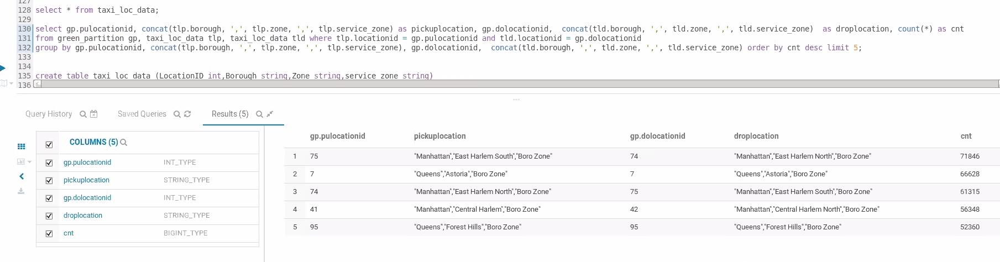 127
128 select * from taxi_loc_data;
129
130 select gp.pulocationid, concat(tlp.borough, ',', tlp.zone, ',', tlp.service_zone) as pickuplocation, gp.dolocationid,  concat(tld.borough, ',', tld.zone, ',', tld.service_zone)  as droplocation, count(*) as cnt
131 from green_partition gp, taxi_loc_data tlp, taxi_loc_data tld where tlp.locationid = gp.pulocationid and tld.locationid = gp.dolocationid
132 group by gp.pulocationid, concat(tlp.borough, ',', tlp.zone, ',', tlp.service_zone), gp.dolocationid,  concat(tld.borough, ',', tld.zone, ',', tld.service_zone) order by cnt desc limit 5;
133
134
135 create table taxi_loc_data (LocationID int,Borough string,Zone string,service_zone string)
136
Query History Saved Queries Results (5)
COLUMNS (5)
gp.pulocationid INT_TYPE
pickuplocation STRING_TYPE
gp.dolocationid INT_TYPE
droplocation STRING_TYPE
cnt BIGINT_TYPE
gp.pulocationid pickuplocation gp.dolocationid droplocation cnt
1 75 "Manhattan","East Harlem South","Boro Zone" 74 "Manhattan","East Harlem North","Boro Zone" 71846
2 7 "Queens","Astoria","Boro Zone" 7 "Queens","Astoria","Boro Zone" 66628
3 74 "Manhattan","East Harlem North","Boro Zone" 75 "Manhattan","East Harlem South","Boro Zone" 61315
4 41 "Manhattan","Central Harlem","Boro Zone" 42 "Manhattan","Central Harlem North","Boro Zone" 56348
5 95 "Queens","Forest Hills","Boro Zone" 95 "Queens","Forest Hills","Boro Zone" 52360